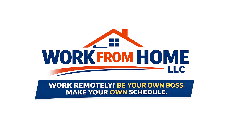 WORK FROM HOME
LLC
WORK REMOTELY! BE YOUR OWN BOSS
MAKE YOUR OWN SCHEDULE.